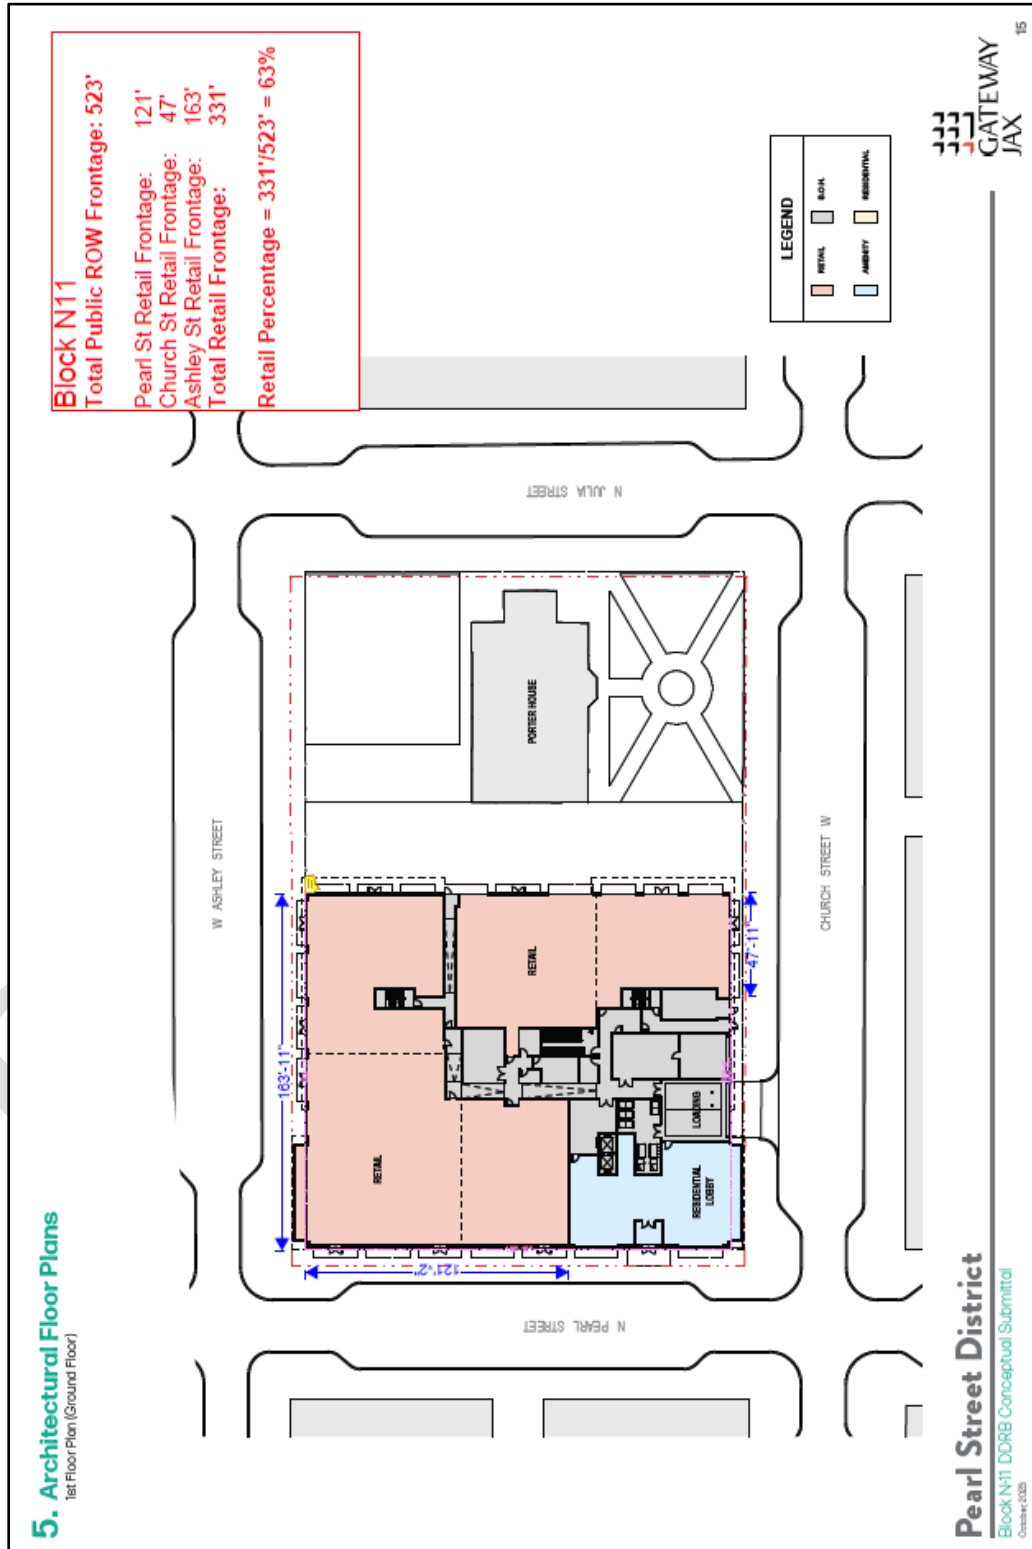 5. Architectural Floor Plans
1st Floor Plan (Ground Floor)
Block N11
Total Public ROW Frontage: 523'
Pearl St Retail Frontage: 121'
Church St Retail Frontage: 47'
Ashley St Retail Frontage: 163'
Total Retail Frontage: 331'
Retail Percentage = 331'/523' = 63%
W ASHLEY STREET
163'-11"
N PEARL STREET
121'-2"
RETAIL
RETAIL
RESIDENTIAL
LOBBY
LOADING
47'-11"
PORTER HOUSE
N JULIA STREET
CHURCH STREET W
LEGEND
RETAIL
B.O.H.
AMENITY
RESIDENTIAL
Pearl Street District
Block N-11 DDRB Conceptual Submittal
October, 2025
GATEWAY
JAX
15